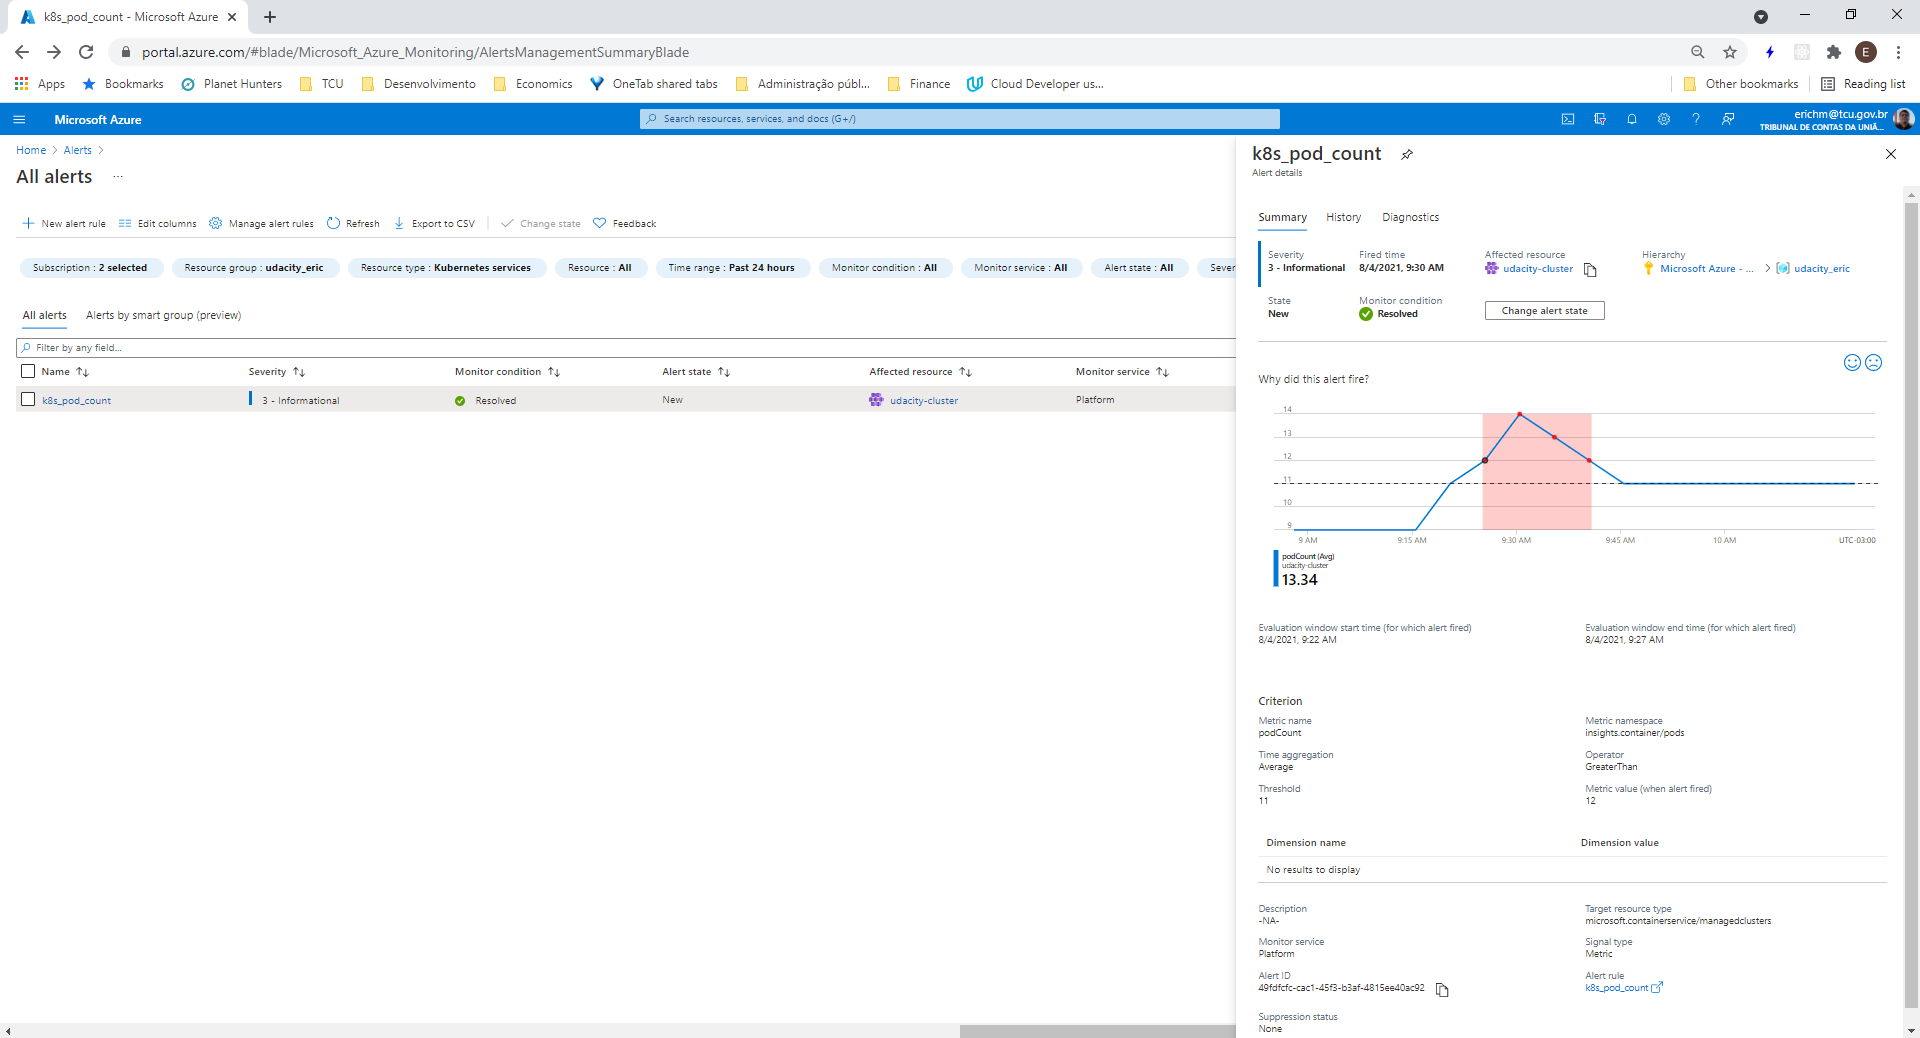 k8s_pod_count - Microsoft Azure
portal.azure.com/#blade/Microsoft_Azure_Monitoring/AlertsManagementSummaryBlade
E
Apps Bookmarks Planet Hunters TCU Desenvolvimento Economics OneTab shared tabs Administração públ... Finance Cloud Developer us... Other bookmarks Reading list
Microsoft Azure
Search resources, services, and docs (G+/)
erichm@tcu.gov.br
TRIBUNAL DE CONTAS DA UNIÃ...
Home > Alerts >
All alerts ...
New alert rule Edit columns Manage alert rules Refresh Export to CSV Change state Feedback
Subscription : 2 selected Resource group : udacity_eric Resource type : Kubernetes services Resource : All Time range : Past 24 hours Monitor condition : All Monitor service : All Alert state : All Sever
All alerts Alerts by smart group (preview)
Filter by any field...
Name Severity Monitor condition Alert state Affected resource Monitor service
k8s_pod_count 3 - Informational Resolved New udacity-cluster Platform
k8s_pod_count
Alert details
Summary History Diagnostics
Severity Fired time Affected resource Hierarchy
3 - Informational 8/4/2021, 9:30 AM udacity-cluster Microsoft Azure - ... > udacity_eric
State Monitor condition
New Resolved Change alert state
Why did this alert fire?
14
13
12
11
10
9
9 AM 9:15 AM 9:30 AM 9:45 AM 10 AM UTC-03:00
podCount (Avg)
udacity-cluster
13.34
Evaluation window start time (for which alert fired) Evaluation window end time (for which alert fired)
8/4/2021, 9:22 AM 8/4/2021, 9:27 AM
Criterion
Metric name Metric namespace
podCount insights.container/pods
Time aggregation Operator
Average GreaterThan
Threshold Metric value (when alert fired)
11 12
Dimension name Dimension value
No results to display
Description Target resource type
-NA- microsoft.containerservice/managedclusters
Monitor service Signal type
Platform Metric
Alert ID Alert rule
49fdfcfc-cac1-45f3-b3af-4815ee40ac92 k8s_pod_count
Suppression status
None